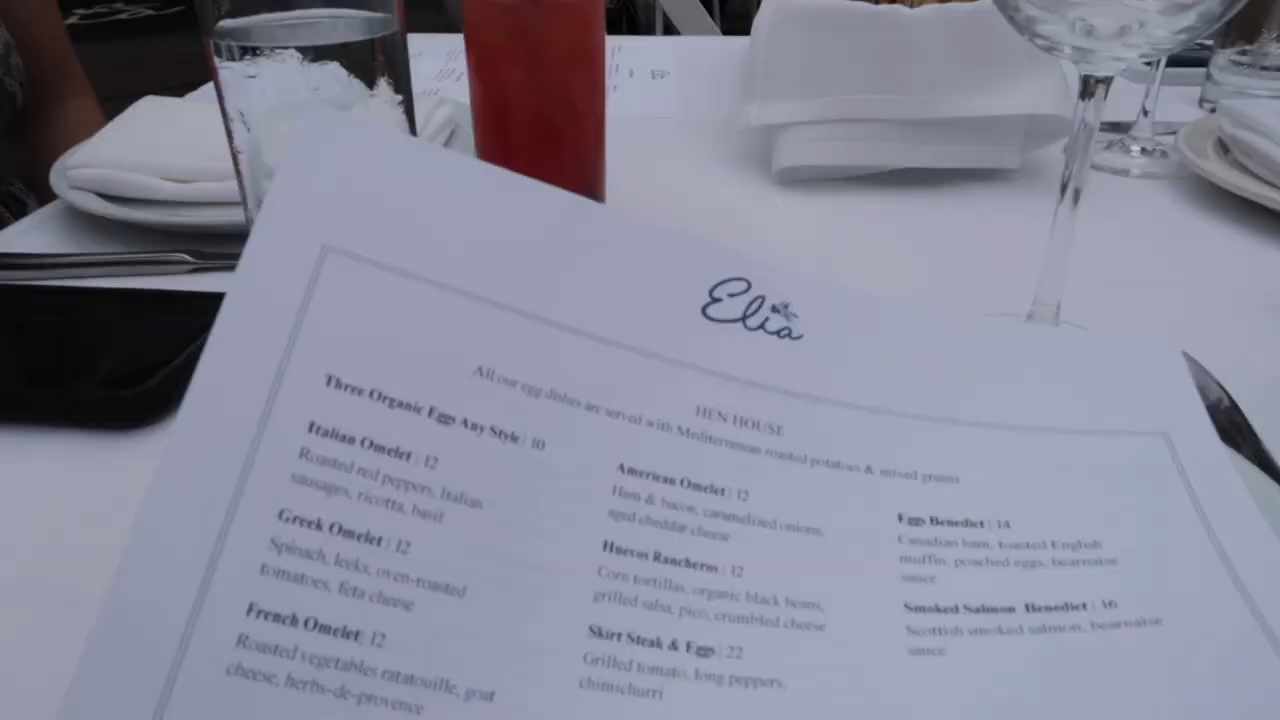 Elia
HEN HOUSE
All our egg dishes are served with Mediterranean roasted potatoes & mixed greens
Three Organic Eggs Any Style | 10
Italian Omelet | 12
Roasted red peppers, Italian
sausages, ricotta, basil
Greek Omelet | 12
Spinach, leeks, oven-roasted
tomatoes, feta cheese
French Omelet | 12
Roasted vegetables ratatouille, goat
cheese, herbs-de-provence
American Omelet | 12
Ham & bacon, caramelized onions,
aged cheddar cheese
Huevos Rancheros | 12
Corn tortillas, organic black beans,
grilled salsa, pico, crumbled cheese
Skirt Steak & Eggs | 22
Grilled tomato, long peppers,
chimichurri
Eggs Benedict | 14
Canadian ham, toasted English
muffin, poached eggs, bearnaise
sauce
Smoked Salmon Benedict | 16
Scottish smoked salmon, bearnaise
sauce